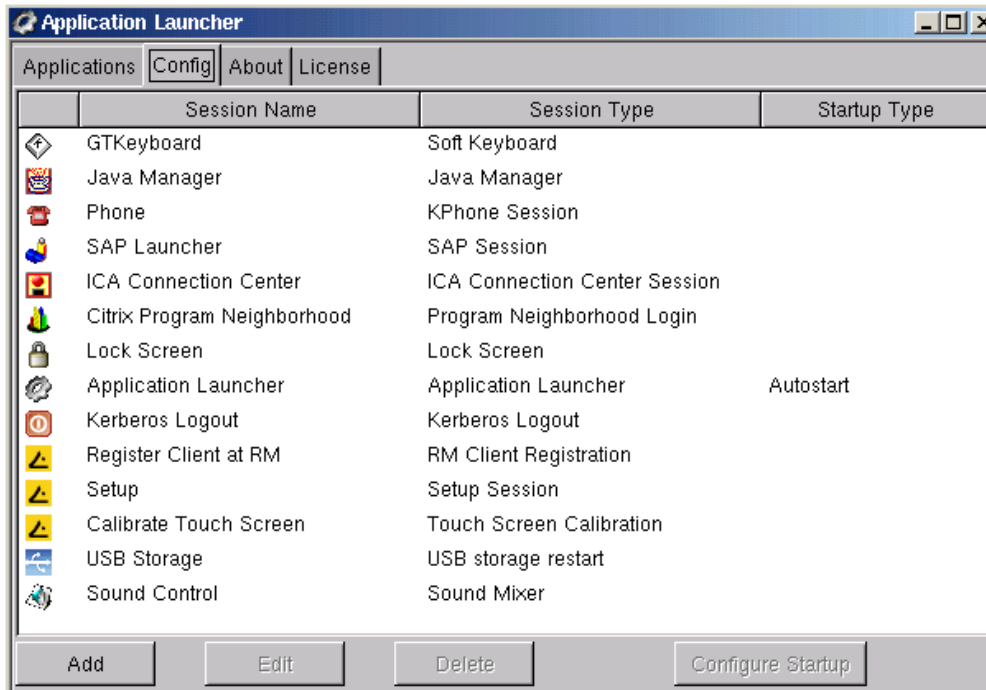 Application Launcher
Applications Config About License
Session Name Session Type Startup Type
GTKeyboard Soft Keyboard
Java Manager Java Manager
Phone KPhone Session
SAP Launcher SAP Session
ICA Connection Center ICA Connection Center Session
Citrix Program Neighborhood Program Neighborhood Login
Lock Screen Lock Screen
Application Launcher Application Launcher Autostart
Kerberos Logout Kerberos Logout
Register Client at RM RM Client Registration
Setup Setup Session
Calibrate Touch Screen Touch Screen Calibration
USB Storage USB storage restart
Sound Control Sound Mixer
Add Edit Delete Configure Startup